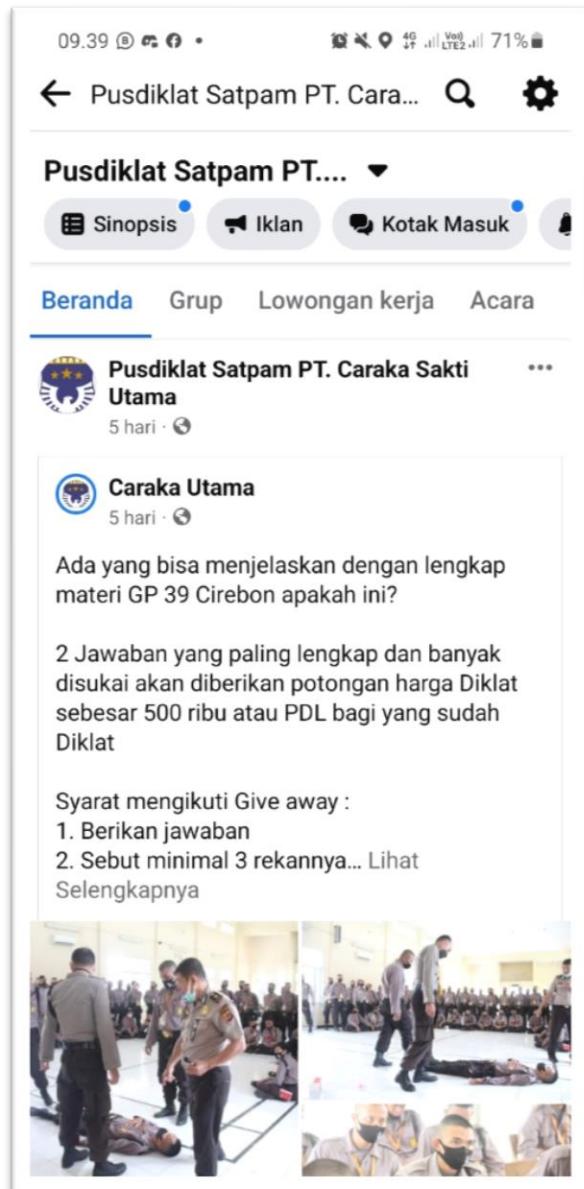 09.39 71%
Pusdiklat Satpam PT. Cara...
Pusdiklat Satpam PT....
Sinopsis Iklan Kotak Masuk
Beranda Grup Lowongan kerja Acara
Pusdiklat Satpam PT. Caraka Sakti
Utama
5 hari ·
Caraka Utama
5 hari ·
Ada yang bisa menjelaskan dengan lengkap
materi GP 39 Cirebon apakah ini?
2 Jawaban yang paling lengkap dan banyak
disukai akan diberikan potongan harga Diklat
sebesar 500 ribu atau PDL bagi yang sudah
Diklat
Syarat mengikuti Give away :
1. Berikan jawaban
2. Sebut minimal 3 rekannya... Lihat
Selengkapnya